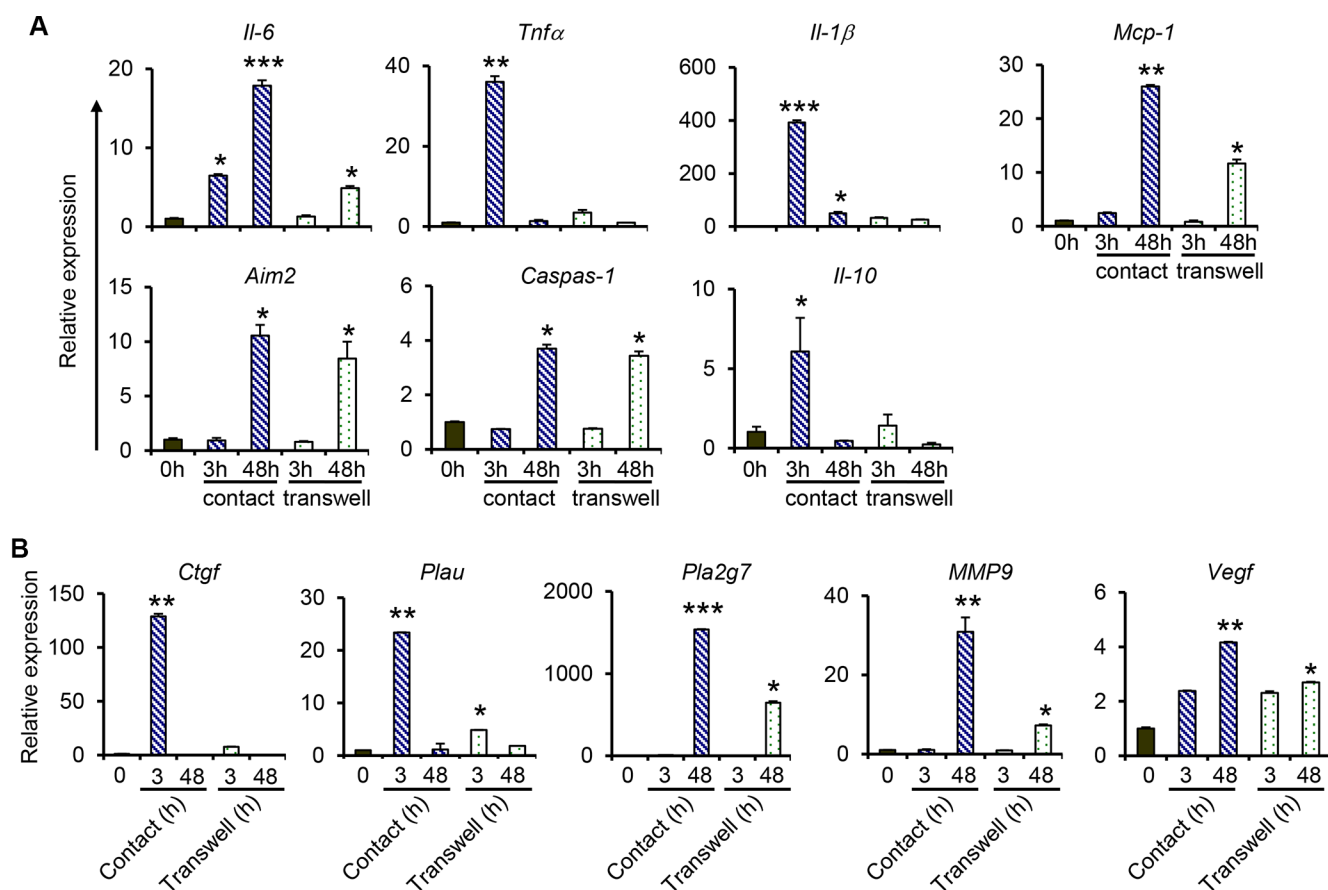 A
Il-6 Tnfα Il-1β Mcp-1
Relative expression
20 10 0
* *** *
40 20 0
**
600 400 200 0
*** *
30 20 10 0
** *
0h 3h 48h 3h 48h
contact transwell
Aim2 Caspas-1 Il-10
15 10 5 0
* *
0h 3h 48h 3h 48h
contact transwell
6 4 2 0
* *
0h 3h 48h 3h 48h
contact transwell
10 5 0
*
0h 3h 48h 3h 48h
contact transwell
B
Ctgf Plau Pla2g7 MMP9 Vegf
Relative expression
150 100 50 0
**
0 3 48 3 48
Contact (h) Transwell (h)
30 20 10 0
** *
0 3 48 3 48
Contact (h) Transwell (h)
2000 1000 0
*** *
0 3 48 3 48
Contact (h) Transwell (h)
40 20 0
** *
0 3 48 3 48
Contact (h) Transwell (h)
6 4 2 0
** *
0 3 48 3 48
Contact (h) Transwell (h)